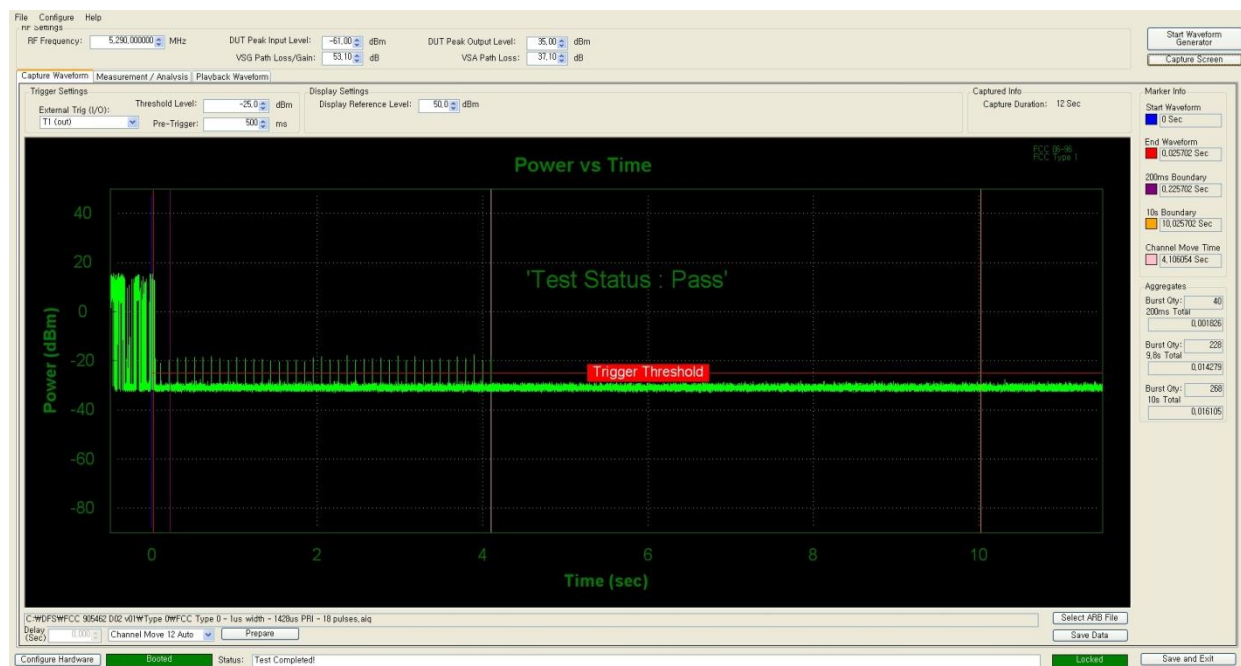 File Configure Help
RF Settings
RF Frequency: 5,290,000000 MHz DUT Peak Input Level: -61,00 dBm DUT Peak Output Level: 35,00 dBm
VSG Path Loss/Gain: 53,10 dB VSA Path Loss: 37,10 dB
Start Waveform
Generator
Capture Screen
Capture Waveform Measurement / Analysis Playback Waveform
Trigger Settings
External Trig (I/O): Threshold Level: -25,0 dBm
T1 (out) Pre-Trigger: 500 ms
Display Settings
Display Reference Level: 50,0 dBm
Captured Info
Capture Duration: 12 Sec
Marker Info
Start Waveform
0 Sec
End Waveform
0,025702 Sec
200ms Boundary
0,225702 Sec
10s Boundary
10,025702 Sec
Channel Move Time
4,106054 Sec
Aggregates
Burst Qty: 40
200ms Total
0,001826
Burst Qty: 228
9,8s Total
0,014279
Burst Qty: 268
10s Total
0,016105
FCC 06-96
FCC Type 1
Power vs Time
'Test Status : Pass'
Trigger Threshold
Power (dBm)
40
20
0
-20
-40
-60
-80
0 2 4 6 8 10
Time (sec)
C:₩DFS₩FCC 905462 D02 v01₩Type 0₩FCC Type 0 - 1us width - 1428us PRI - 18 pulses.aiq
Select ARB File
Delay
(Sec) 0.000 Channel Move 12 Auto Prepare
Save Data
Configure Hardware Booted Status: Test Completed! Locked Save and Exit